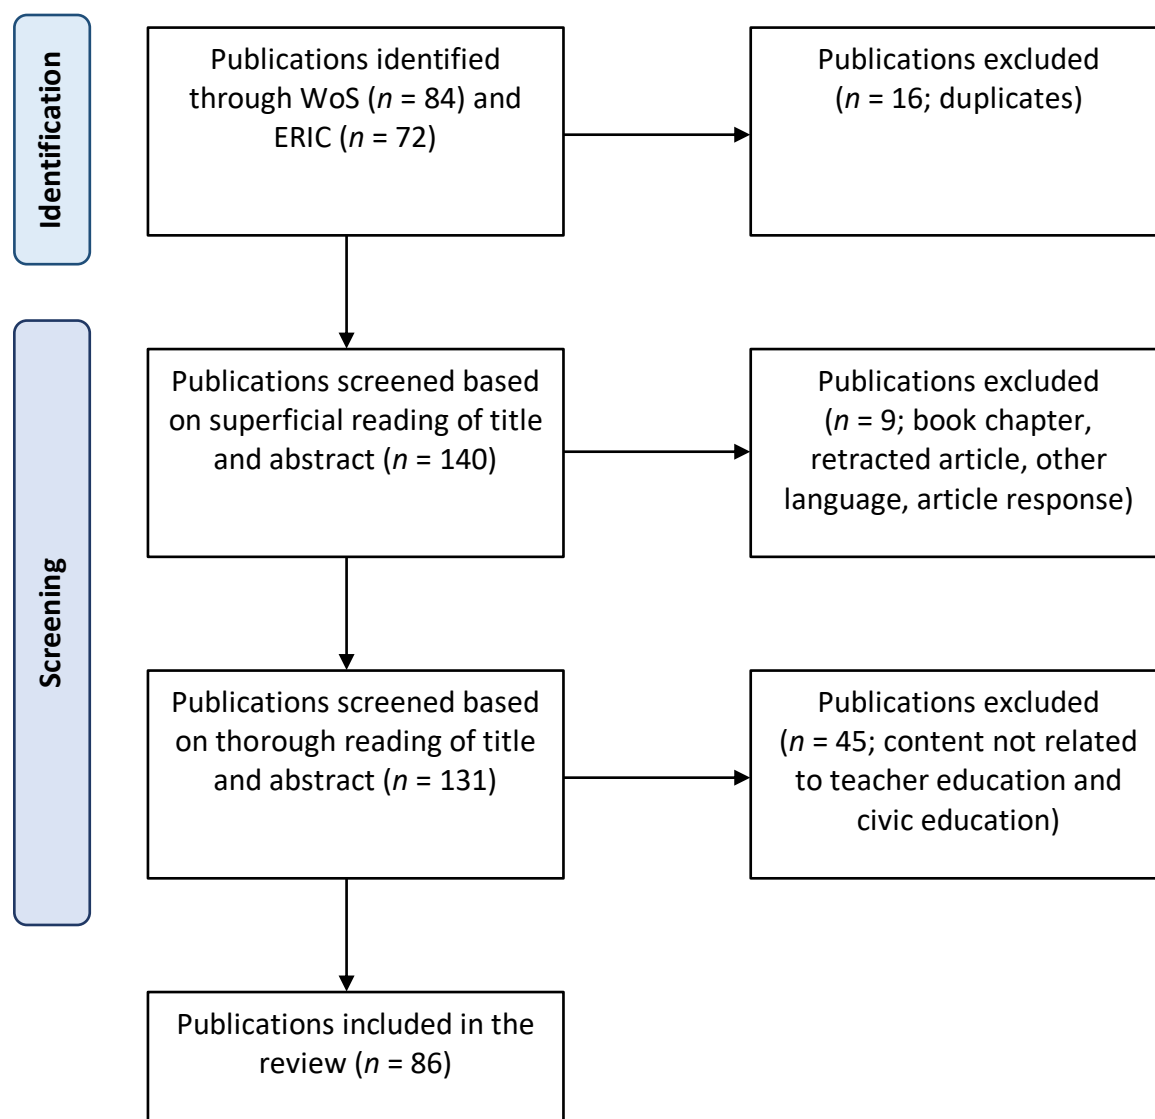 Identification
Publications identified
through WoS (n = 84) and
ERIC (n = 72)
Publications excluded
(n = 16; duplicates)
Screening
Publications screened based
on superficial reading of title
and abstract (n = 140)
Publications excluded
(n = 9; book chapter,
retracted article, other
language, article response)
Publications screened based
on thorough reading of title
and abstract (n = 131)
Publications excluded
(n = 45; content not related
to teacher education and
civic education)
Publications included in the
review (n = 86)